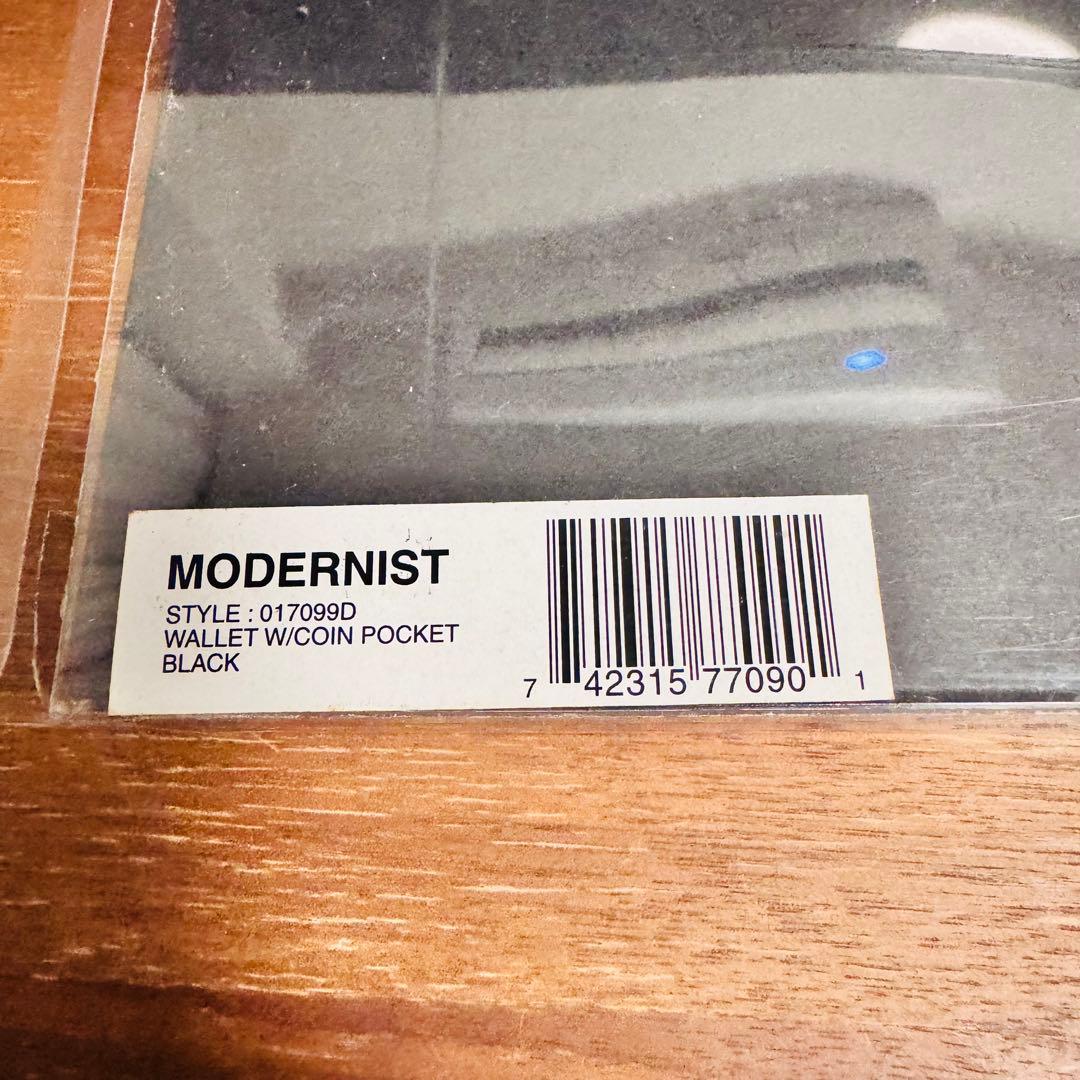 MODERNIST
STYLE : 017099D
WALLET W/COIN POCKET
BLACK
7 42315 77090 1